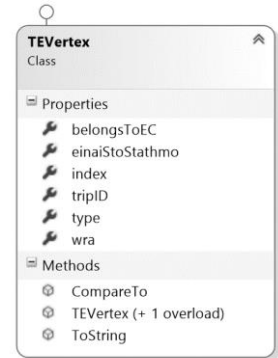 TEVertex
Class
Properties
belongsToEC
einaiStoStathmo
index
tripID
type
wra
Methods
CompareTo
TEVertex (+ 1 overload)
ToString